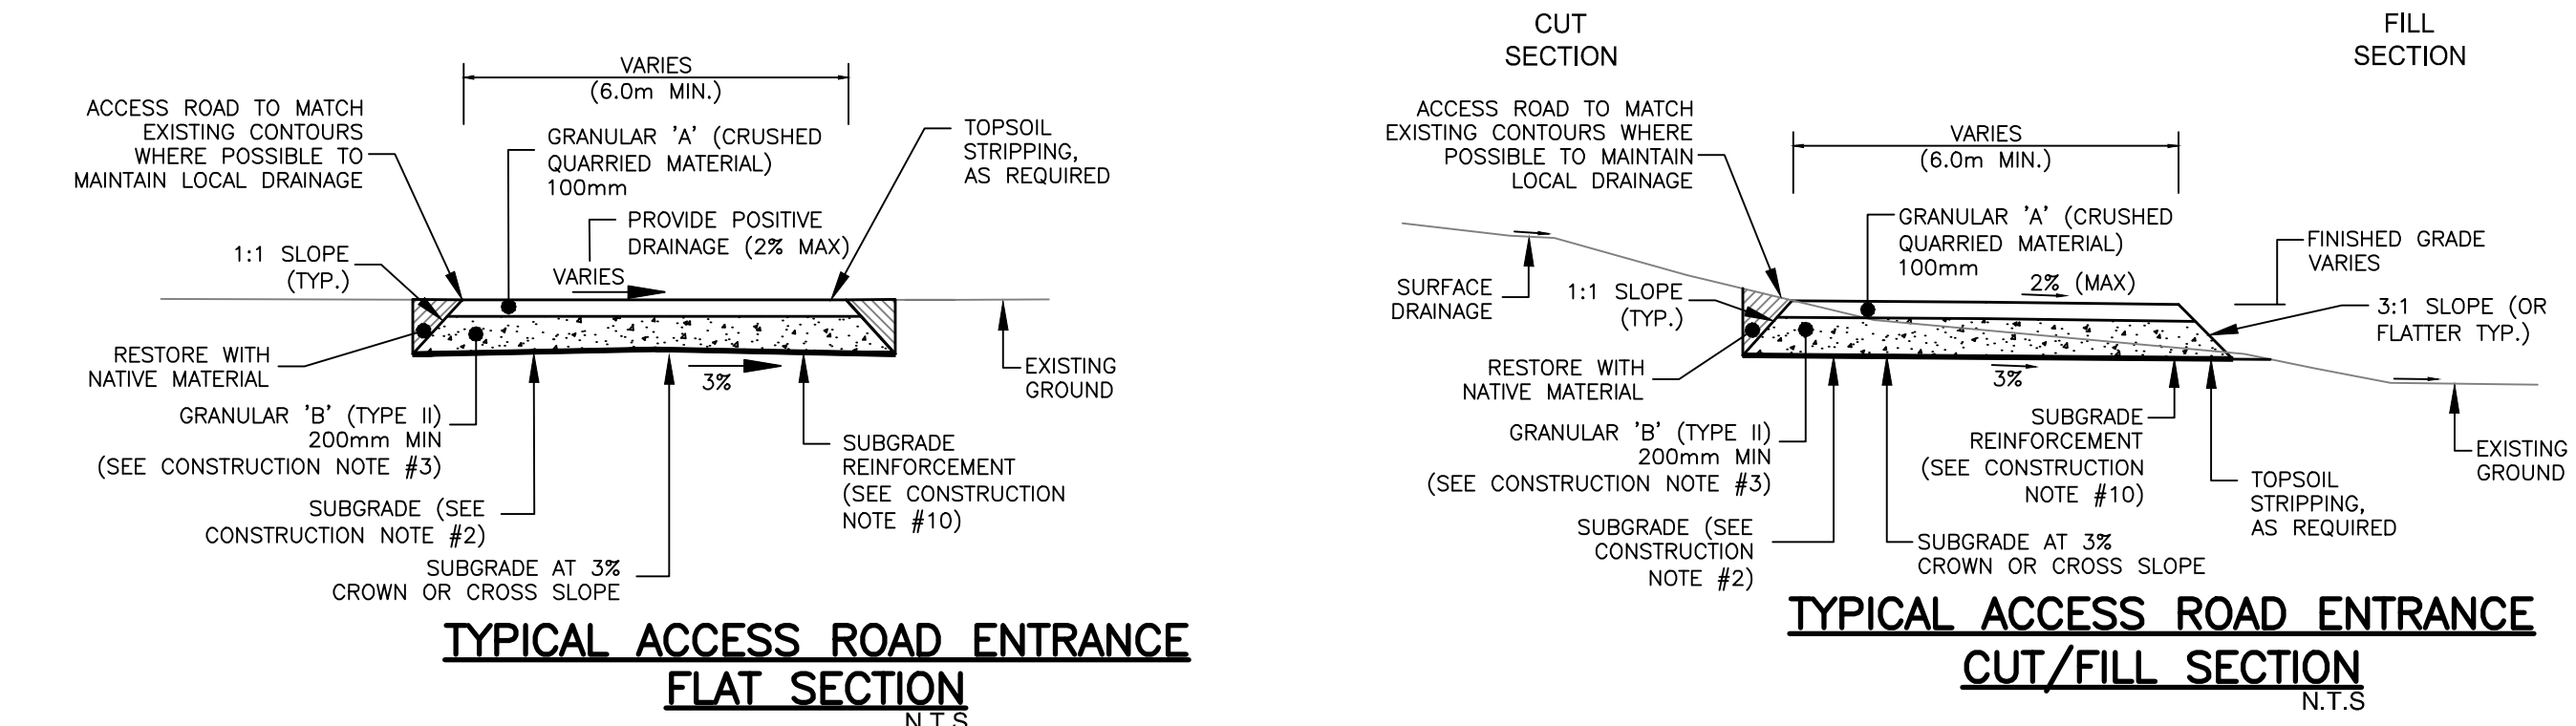 VARIES
(6.0m MIN.)
ACCESS ROAD TO MATCH
EXISTING CONTOURS
WHERE POSSIBLE TO
MAINTAIN LOCAL DRAINAGE
GRANULAR 'A' (CRUSHED
QUARRIED MATERIAL)
100mm
TOPSOIL
STRIPPING,
AS REQUIRED
PROVIDE POSITIVE
DRAINAGE (2% MAX)
1:1 SLOPE
(TYP.)
VARIES
RESTORE WITH
NATIVE MATERIAL
3%
EXISTING
GROUND
GRANULAR 'B' (TYPE II)
200mm MIN
(SEE CONSTRUCTION NOTE #3)
SUBGRADE
REINFORCEMENT
(SEE CONSTRUCTION
NOTE #10)
SUBGRADE (SEE
CONSTRUCTION NOTE #2)
SUBGRADE AT 3%
CROWN OR CROSS SLOPE
TYPICAL ACCESS ROAD ENTRANCE
FLAT SECTION
N.T.S
CUT
SECTION
FILL
SECTION
ACCESS ROAD TO MATCH
EXISTING CONTOURS WHERE
POSSIBLE TO MAINTAIN
LOCAL DRAINAGE
VARIES
(6.0m MIN.)
GRANULAR 'A' (CRUSHED
QUARRIED MATERIAL)
100mm
2% (MAX)
FINISHED GRADE
VARIES
SURFACE
DRAINAGE
1:1 SLOPE
(TYP.)
3:1 SLOPE (OR
FLATTER TYP.)
RESTORE WITH
NATIVE MATERIAL
3%
GRANULAR 'B' (TYPE II)
200mm MIN
(SEE CONSTRUCTION NOTE #3)
SUBGRADE
REINFORCEMENT
(SEE CONSTRUCTION
NOTE #10)
EXISTING
GROUND
TOPSOIL
STRIPPING,
AS REQUIRED
SUBGRADE (SEE
CONSTRUCTION
NOTE #2)
SUBGRADE AT 3%
CROWN OR CROSS SLOPE
TYPICAL ACCESS ROAD ENTRANCE
CUT/FILL SECTION
N.T.S